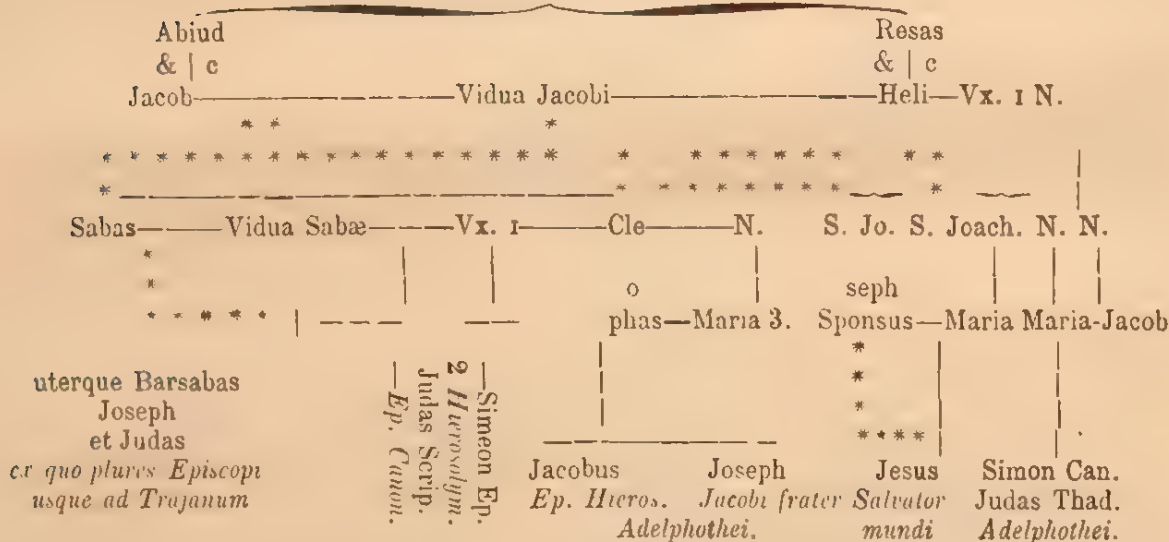 Abiud Resas
& | c & | c
Jacob Vidua Jacobi Heli Vx. 1 N.
Sabas Vidua Sabæ Vx. 1 Cle N. S. Jo. S. Joach. N. N.
o seph
phas Maria 3. Sponsus Maria Maria-Jacob
uterque Barsabas
Joseph
et Judas
ex quo plures Episcopi
usque ad Trajanum
Simeon Ep.
2 Hierosolym.
Judas Scrip.
Ep. Canon.
Jacobus Joseph Jesus Simon Can.
Ep. Hieros. Jacobi frater Salvator Judas Thad.
Adelphothei. mundi Adelphothei.